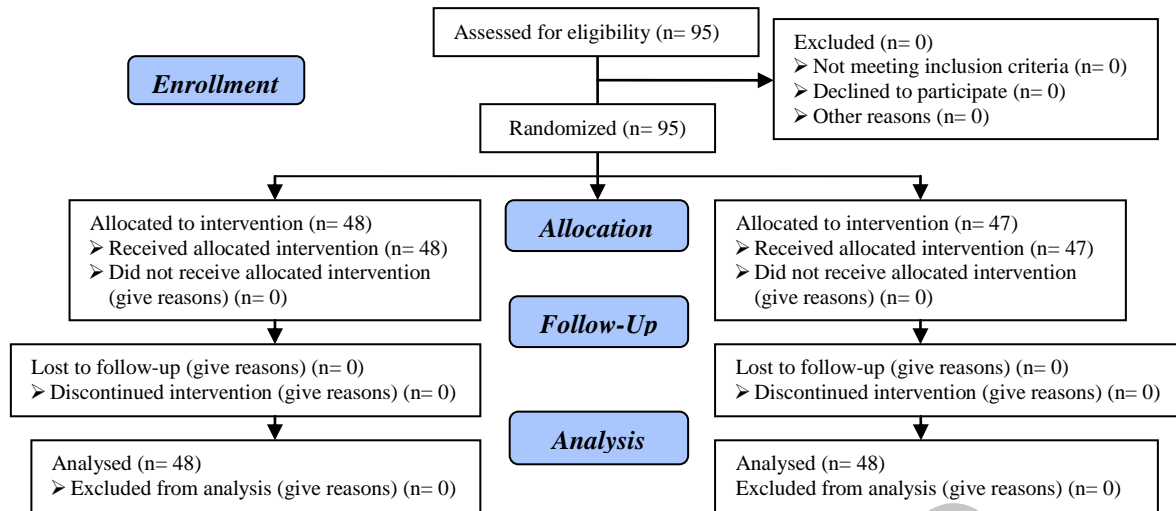 Assessed for eligibility (n= 95)
Excluded (n= 0)
➢ Not meeting inclusion criteria (n= 0)
➢ Declined to participate (n= 0)
➢ Other reasons (n= 0)
Enrollment
Randomized (n= 95)
Allocated to intervention (n= 48)
➢ Received allocated intervention (n= 48)
➢ Did not receive allocated intervention
(give reasons) (n= 0)
Allocation
Allocated to intervention (n= 47)
➢ Received allocated intervention (n= 47)
➢ Did not receive allocated intervention
(give reasons) (n= 0)
Follow-Up
Lost to follow-up (give reasons) (n= 0)
➢ Discontinued intervention (give reasons) (n= 0)
Lost to follow-up (give reasons) (n= 0)
➢ Discontinued intervention (give reasons) (n= 0)
Analysis
Analysed (n= 48)
➢ Excluded from analysis (give reasons) (n= 0)
Analysed (n= 48)
Excluded from analysis (give reasons) (n= 0)